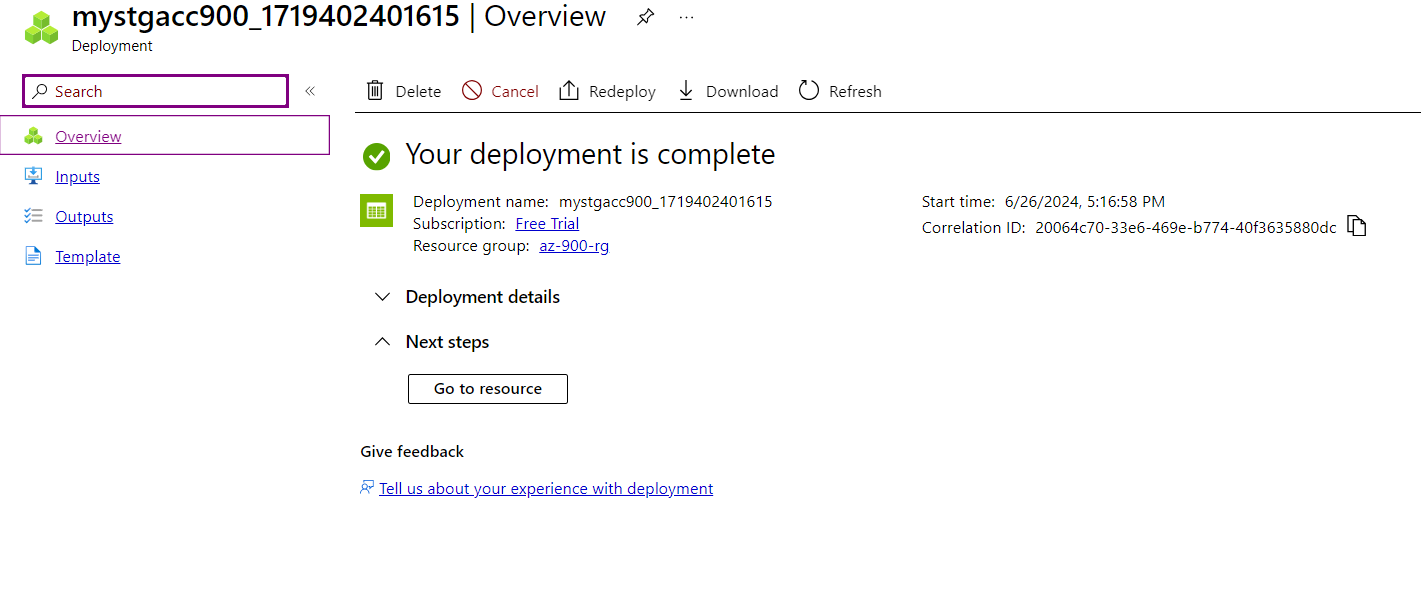 mystgacc900_1719402401615 | Overview
Deployment
Search
Overview
Inputs
Outputs
Template
Delete
Cancel
Redeploy
Download
Refresh
Your deployment is complete
Deployment name: mystgacc900_1719402401615
Subscription: Free Trial
Resource group: az-900-rg
Start time: 6/26/2024, 5:16:58 PM
Correlation ID: 20064c70-33e6-469e-b774-40f3635880dc
Deployment details
Next steps
Go to resource
Give feedback
Tell us about your experience with deployment